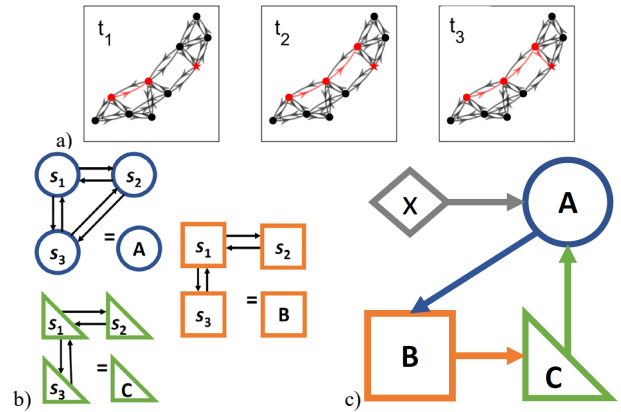 t1
t2
t3
a)
s1
s2
s3
= A
s1
s2
s3
= B
s1
s2
s3
= C
b)
X
A
B
C
c)